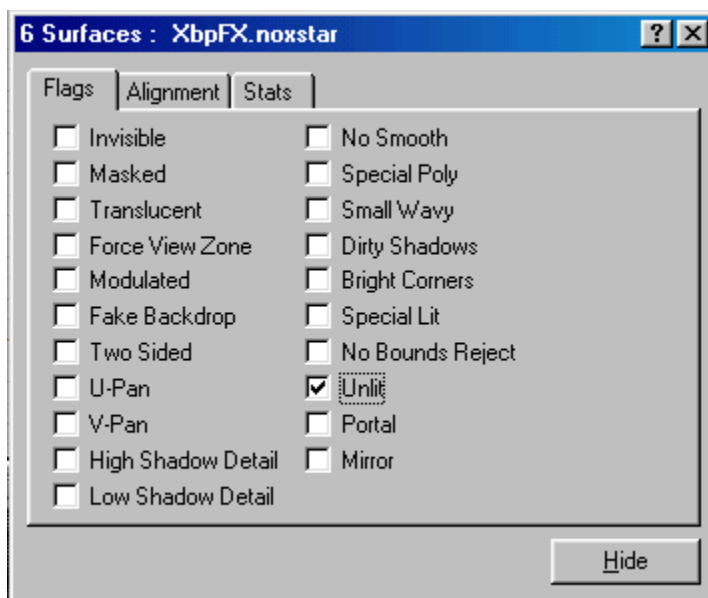 6 Surfaces : XbpFX.noxstar
Flags Alignment Stats
Invisible
Masked
Translucent
Force View Zone
Modulated
Fake Backdrop
Two Sided
U-Pan
V-Pan
High Shadow Detail
Low Shadow Detail
No Smooth
Special Poly
Small Wavy
Dirty Shadows
Bright Corners
Special Lit
No Bounds Reject
Unlit
Portal
Mirror
Hide